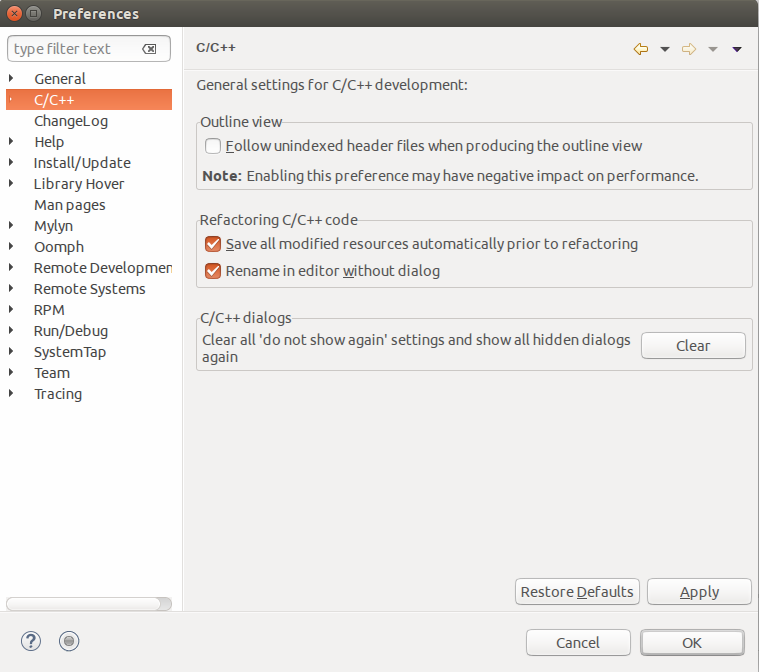 Preferences
type filter text
General
C/C++
ChangeLog
Help
Install/Update
Library Hover
Man pages
Mylyn
Oomph
Remote Developmen
Remote Systems
RPM
Run/Debug
SystemTap
Team
Tracing
C/C++
General settings for C/C++ development:
Outline view
Follow unindexed header files when producing the outline view
Note: Enabling this preference may have negative impact on performance.
Refactoring C/C++ code
Save all modified resources automatically prior to refactoring
Rename in editor without dialog
C/C++ dialogs
Clear all 'do not show again' settings and show all hidden dialogs
again
Clear
Restore Defaults
Apply
?
Cancel
OK